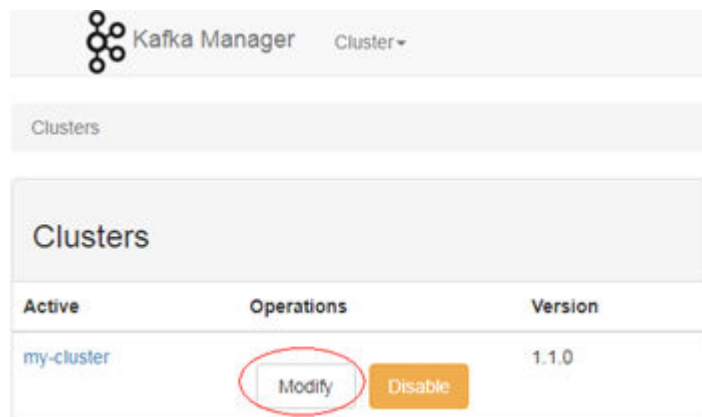 Kafka Manager Cluster
Clusters
Clusters
Active Operations Version
my-cluster Modify Disable 1.1.0